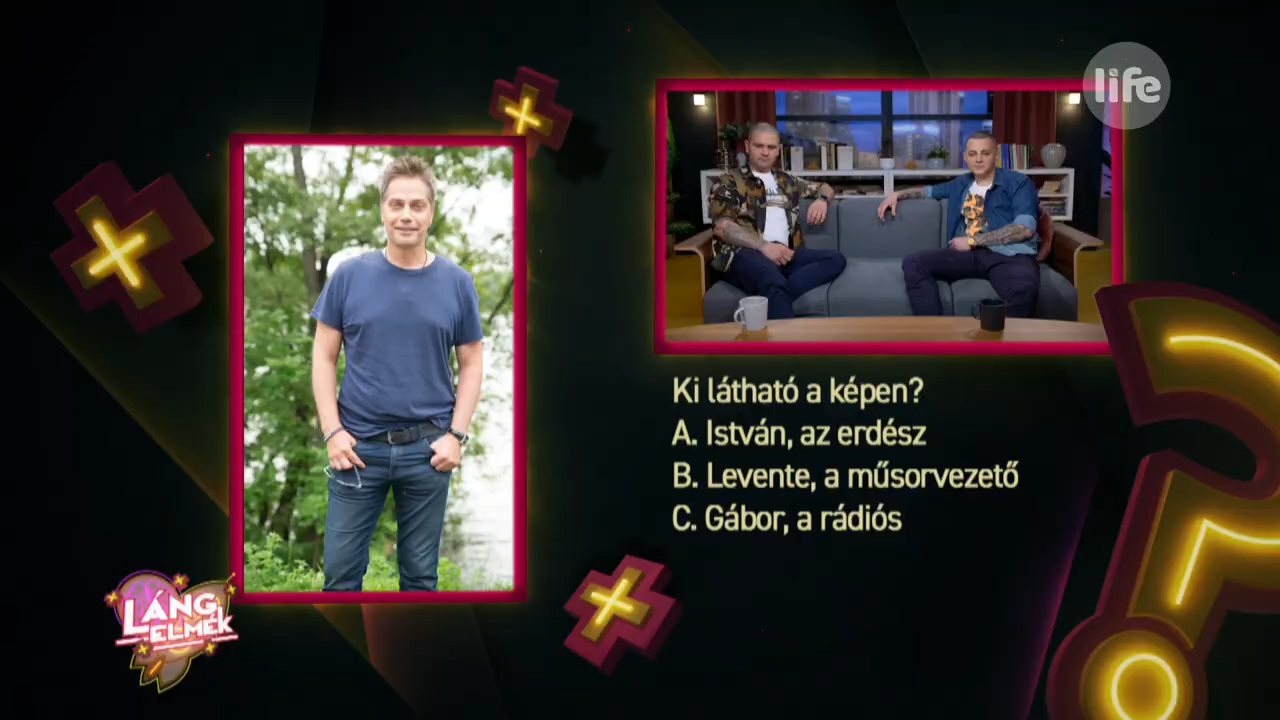 life
Ki látható a képen?
A. István, az erdész
B. Levente, a műsorvezető
C. Gábor, a rádiós
LÁNG
ELMÉK